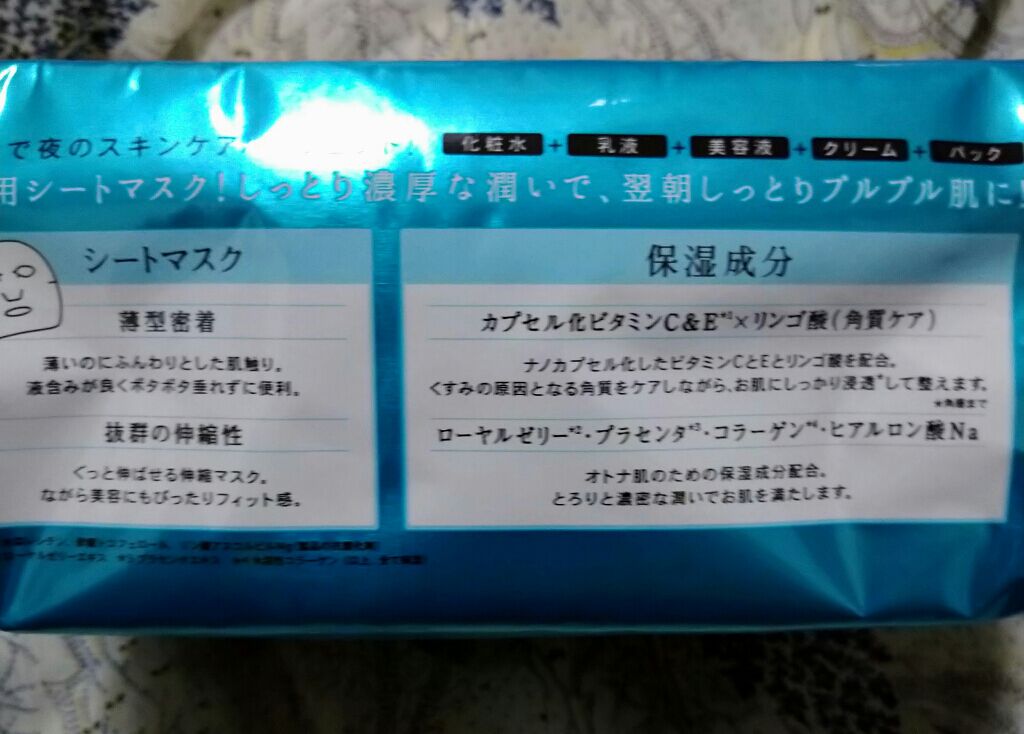 で夜のスキンケア
化粧水 + 乳液 + 美容液 + クリーム + パック
用シートマスク!しっとり濃厚な潤いで、翌朝しっとりプルプル肌に
シートマスク
薄型密着
薄いのにふんわりとした肌触り。
液含みが良くボタボタ垂れずに便利。
抜群の伸縮性
ぐっと伸ばせる伸縮マスク。
ながら美容にもぴったりフィット感。
保湿成分
カプセル化ビタミンC&E*1×リンゴ酸(角質ケア)
ナノカプセル化したビタミンCとEとリンゴ酸を配合。
くすみの原因となる角質をケアしながら、お肌にしっかり浸透*して整えます。
*角層まで
ローヤルゼリー*2・プラセンタ*3・コラーゲン*4・ヒアルロン酸Na
オトナ肌のための保湿成分配合。
とろりと濃密な潤いでお肌を満たします。